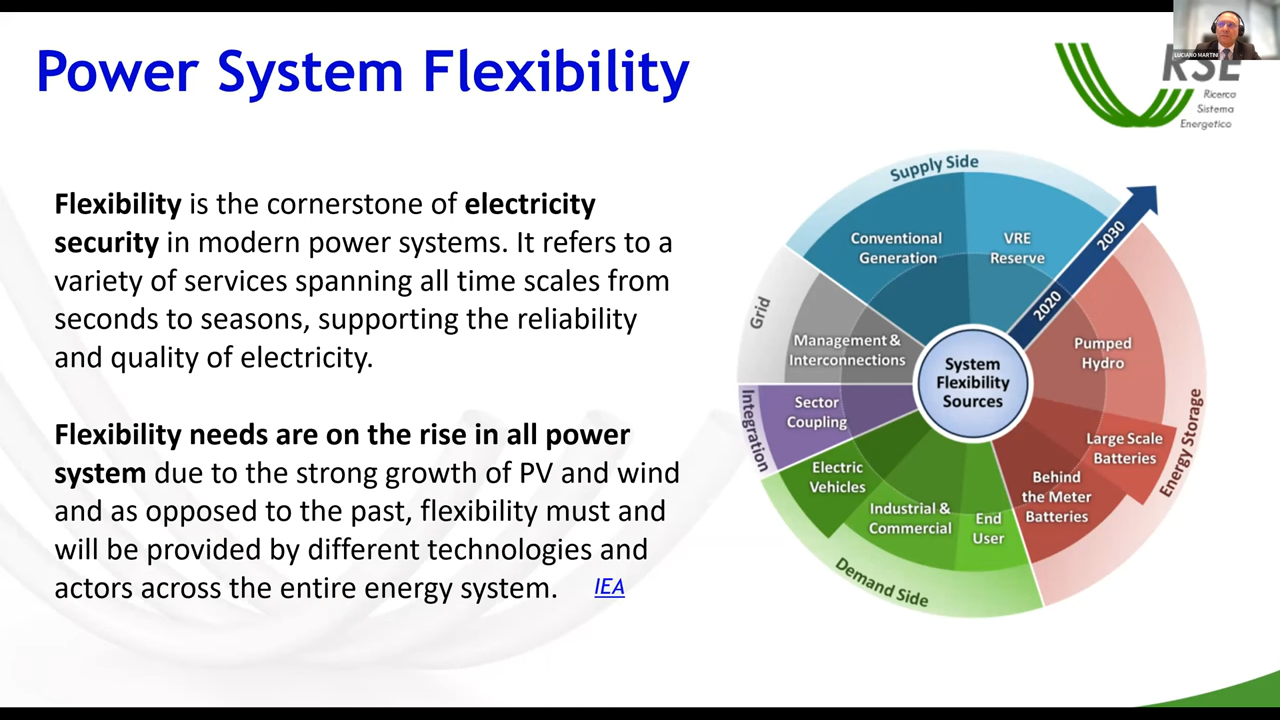 Power System Flexibility
LUCIANO MARTINI
RSE
Ricerca
Sistema
Energetico
Flexibility is the cornerstone of electricity
security in modern power systems. It refers to a
variety of services spanning all time scales from
seconds to seasons, supporting the reliability
and quality of electricity.
Flexibility needs are on the rise in all power
system due to the strong growth of PV and wind
and as opposed to the past, flexibility must and
will be provided by different technologies and
actors across the entire energy system. IEA
Supply Side
Conventional
Generation
VRE
Reserve
2030
2020
Grid
Management &
Interconnections
System
Flexibility
Sources
Pumped
Hydro
Integration
Sector
Coupling
Large Scale
Batteries
Energy Storage
Behind
the Meter
Batteries
Electric
Vehicles
Industrial &
Commercial
End
User
Demand Side